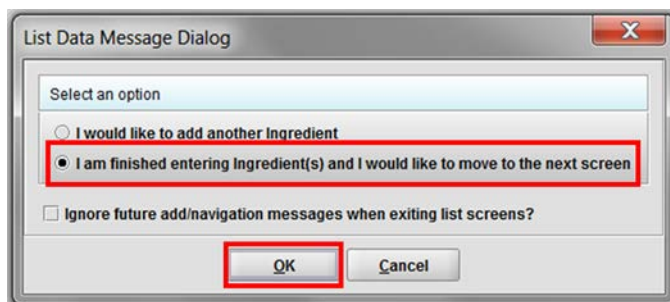 List Data Message Dialog
X
Select an option
I would like to add another Ingredient
I am finished entering Ingredient(s) and I would like to move to the next screen
Ignore future add/navigation messages when exiting list screens?
OK
Cancel